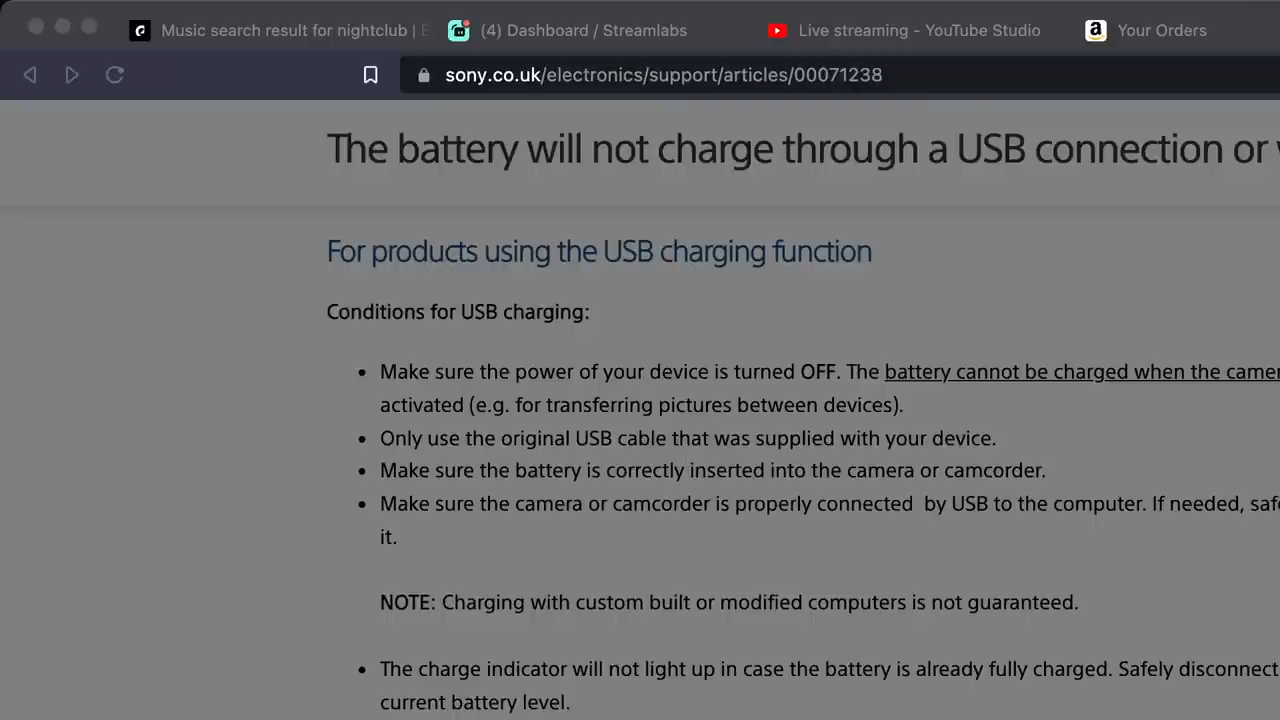 Music search result for nightclub |
(4) Dashboard / Streamlabs
Live streaming - YouTube Studio
Your Orders
sony.co.uk/electronics/support/articles/00071238
The battery will not charge through a USB connection or
For products using the USB charging function
Conditions for USB charging:
• Make sure the power of your device is turned OFF. The battery cannot be charged when the camer
activated (e.g. for transferring pictures between devices).
• Only use the original USB cable that was supplied with your device.
• Make sure the battery is correctly inserted into the camera or camcorder.
• Make sure the camera or camcorder is properly connected by USB to the computer. If needed, safe
it.
NOTE: Charging with custom built or modified computers is not guaranteed.
• The charge indicator will not light up in case the battery is already fully charged. Safely disconnect
current battery level.